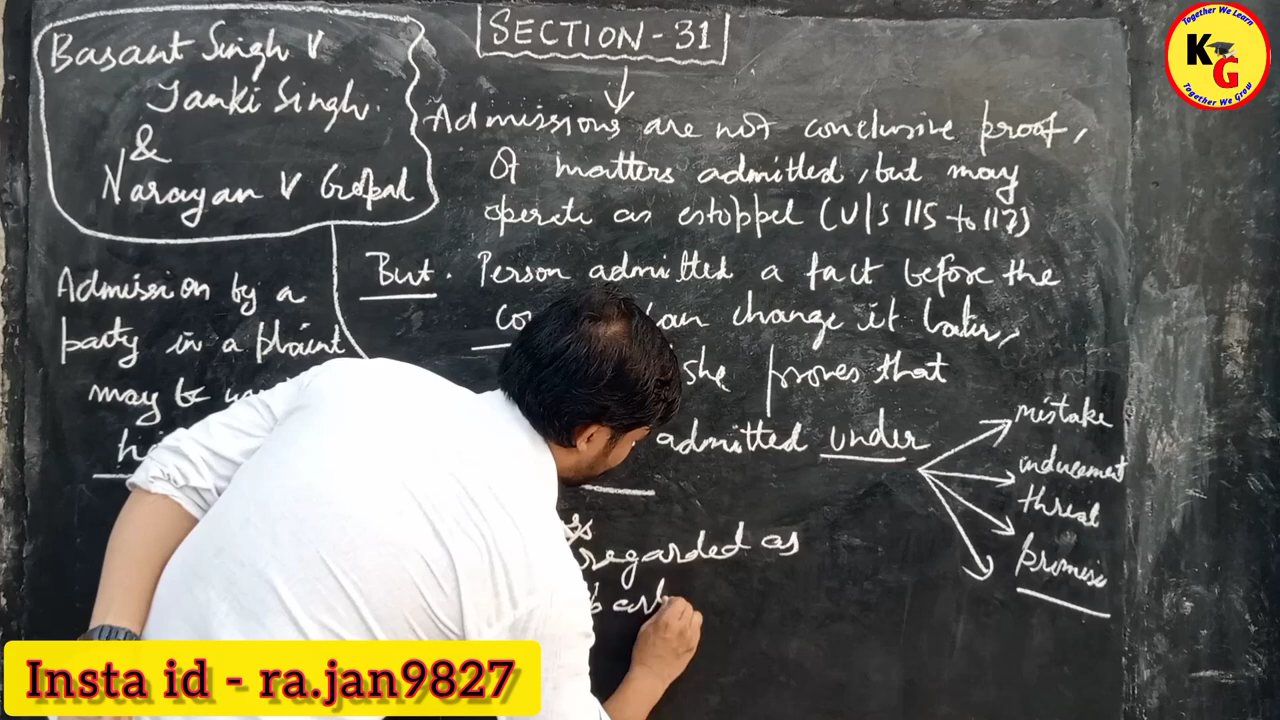 SECTION-31
Basant Singh V
Janki Singh.
&
Narayan V Gopal
Admissions are not conclusive proof,
Of matters admitted, but may
operate as estoppel (U/S 115 to 117)
But. Person admitted a fact before the
can change it later,
she proves that
admitted under
mistake
inducement
threat
promise
regarded as
Admission by a
party in a plaint
may be
Together We Learn
KG
Together We Grow
Insta id - ra.jan9827